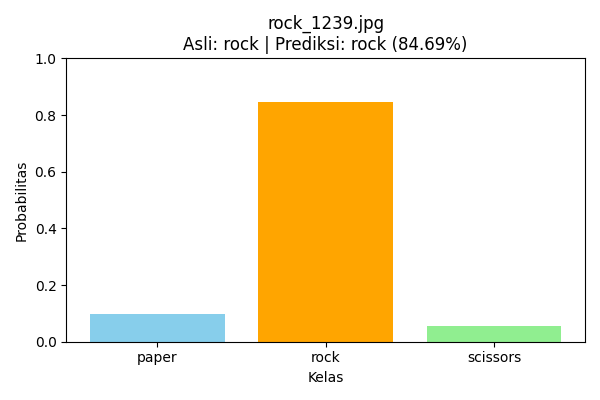 rock_1239.jpg
Asli: rock | Prediksi: rock (84.69%)
1.0
0.8
0.6
0.4
0.2
0.0
Probabilitas
paper
rock
scissors
Kelas